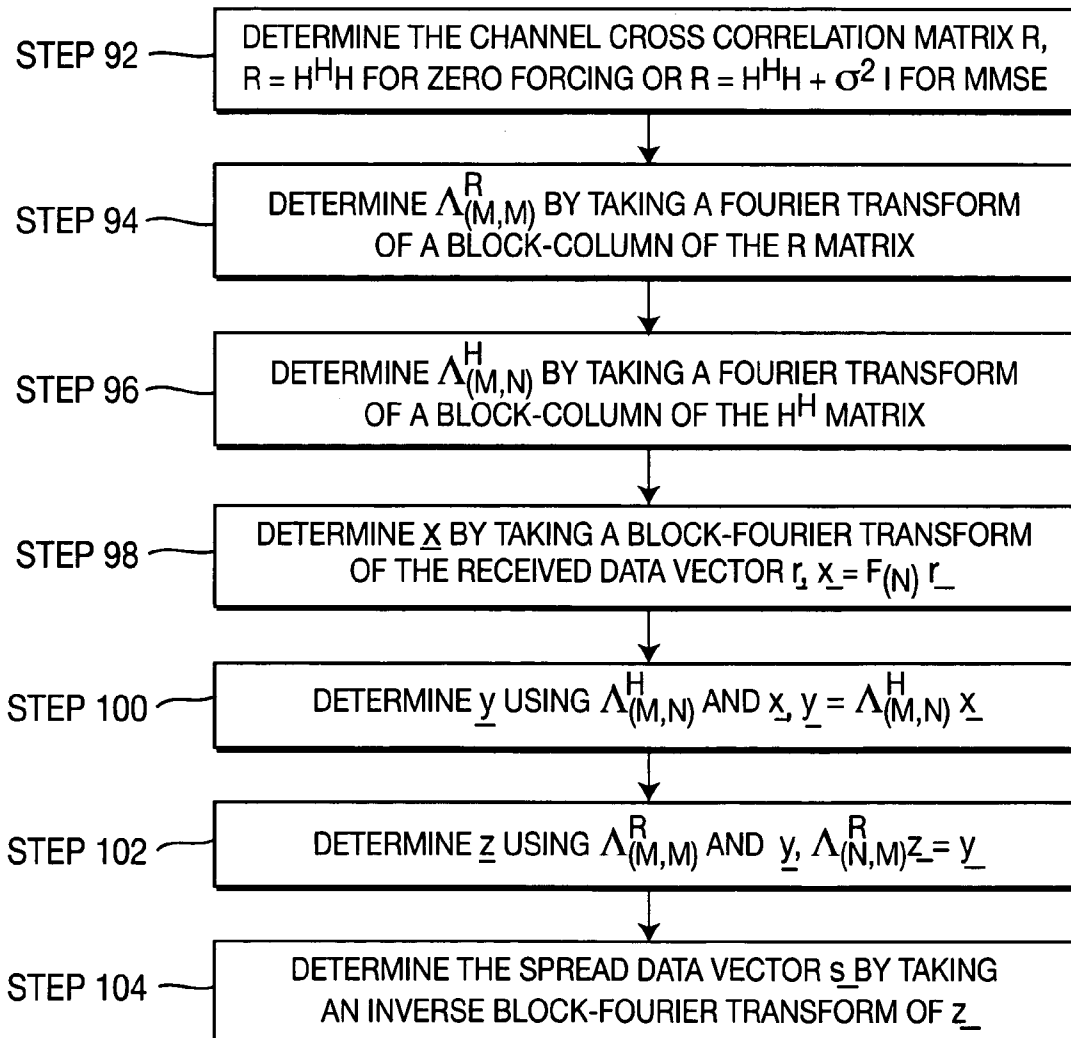 STEP 92
DETERMINE THE CHANNEL CROSS CORRELATION MATRIX R,
R = H^H H FOR ZERO FORCING OR R = H^H H + σ² I FOR MMSE
STEP 94
DETERMINE Λ^R_(M,M) BY TAKING A FOURIER TRANSFORM
OF A BLOCK-COLUMN OF THE R MATRIX
STEP 96
DETERMINE Λ^H_(M,N) BY TAKING A FOURIER TRANSFORM
OF A BLOCK-COLUMN OF THE H^H MATRIX
STEP 98
DETERMINE x̲ BY TAKING A BLOCK-FOURIER TRANSFORM
OF THE RECEIVED DATA VECTOR r̲, x̲ = F_(N) r̲
STEP 100
DETERMINE y̲ USING Λ^H_(M,N) AND x̲, y̲ = Λ^H_(M,N) x̲
STEP 102
DETERMINE z̲ USING Λ^R_(M,M) AND y̲, Λ^R_(N,M) z̲ = y̲
STEP 104
DETERMINE THE SPREAD DATA VECTOR s̲ BY TAKING
AN INVERSE BLOCK-FOURIER TRANSFORM OF z̲